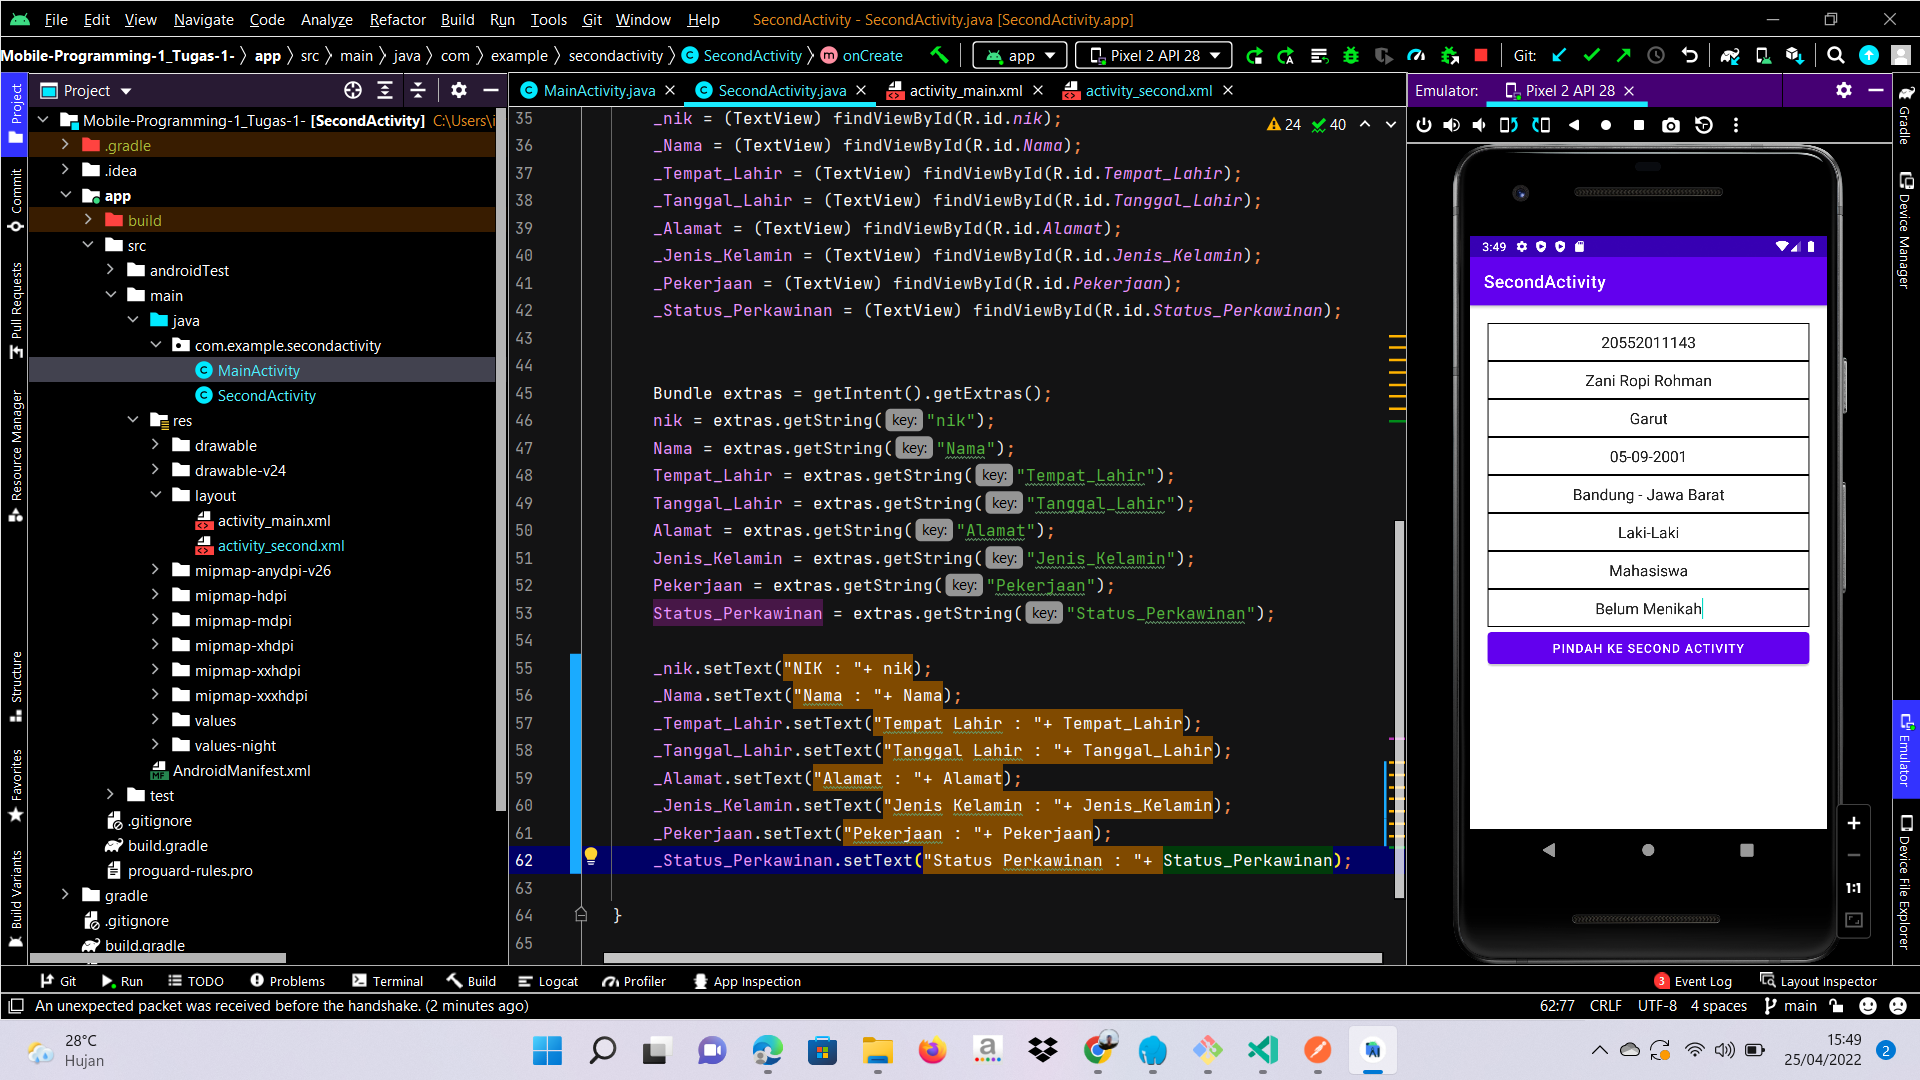 File Edit View Navigate Code Analyze Refactor Build Run Tools Git Window Help SecondActivity - SecondActivity.java [SecondActivity.app]
Mobile-Programming-1_Tugas-1- app src main java com example secondactivity SecondActivity onCreate app Pixel 2 API 28 Git:
Project
MainActivity.java SecondActivity.java activity_main.xml activity_second.xml
Emulator: Pixel 2 API 28
Project
Commit
Pull Requests
Resource Manager
Structure
Favorites
Build Variants
Mobile-Programming-1_Tugas-1- [SecondActivity] C:\Users\i
.gradle
.idea
app
build
src
androidTest
main
java
com.example.secondactivity
MainActivity
SecondActivity
res
drawable
drawable-v24
layout
activity_main.xml
activity_second.xml
mipmap-anydpi-v26
mipmap-hdpi
mipmap-mdpi
mipmap-xhdpi
mipmap-xxhdpi
mipmap-xxxhdpi
values
values-night
AndroidManifest.xml
test
.gitignore
build.gradle
proguard-rules.pro
gradle
.gitignore
build.gradle
24 40
35 _nik = (TextView) findViewById(R.id.nik);
36 _Nama = (TextView) findViewById(R.id.Nama);
37 _Tempat_Lahir = (TextView) findViewById(R.id.Tempat_Lahir);
38 _Tanggal_Lahir = (TextView) findViewById(R.id.Tanggal_Lahir);
39 _Alamat = (TextView) findViewById(R.id.Alamat);
40 _Jenis_Kelamin = (TextView) findViewById(R.id.Jenis_Kelamin);
41 _Pekerjaan = (TextView) findViewById(R.id.Pekerjaan);
42 _Status_Perkawinan = (TextView) findViewById(R.id.Status_Perkawinan);
43
44
45 Bundle extras = getIntent().getExtras();
46 nik = extras.getString( key: "nik");
47 Nama = extras.getString( key: "Nama");
48 Tempat_Lahir = extras.getString( key: "Tempat_Lahir");
49 Tanggal_Lahir = extras.getString( key: "Tanggal_Lahir");
50 Alamat = extras.getString( key: "Alamat");
51 Jenis_Kelamin = extras.getString( key: "Jenis_Kelamin");
52 Pekerjaan = extras.getString( key: "Pekerjaan");
53 Status_Perkawinan = extras.getString( key: "Status_Perkawinan");
54
55 _nik.setText("NIK : "+ nik);
56 _Nama.setText("Nama : "+ Nama);
57 _Tempat_Lahir.setText("Tempat Lahir : "+ Tempat_Lahir);
58 _Tanggal_Lahir.setText("Tanggal Lahir : "+ Tanggal_Lahir);
59 _Alamat.setText("Alamat : "+ Alamat);
60 _Jenis_Kelamin.setText("Jenis Kelamin : "+ Jenis_Kelamin);
61 _Pekerjaan.setText("Pekerjaan : "+ Pekerjaan);
62 _Status_Perkawinan.setText("Status Perkawinan : "+ Status_Perkawinan);
63
64 }
65
3:49
SecondActivity
20552011143
Zani Ropi Rohman
Garut
05-09-2001
Bandung - Jawa Barat
Laki-Laki
Mahasiswa
Belum Menikah
PINDAH KE SECOND ACTIVITY
1:1
Gradle
Device Manager
Emulator
Device File Explorer
Git Run TODO Problems Terminal Build Logcat Profiler App Inspection 3 Event Log Layout Inspector
An unexpected packet was received before the handshake. (2 minutes ago) 62:77 CRLF UTF-8 4 spaces main
28°C
Hujan
15:49
25/04/2022
2